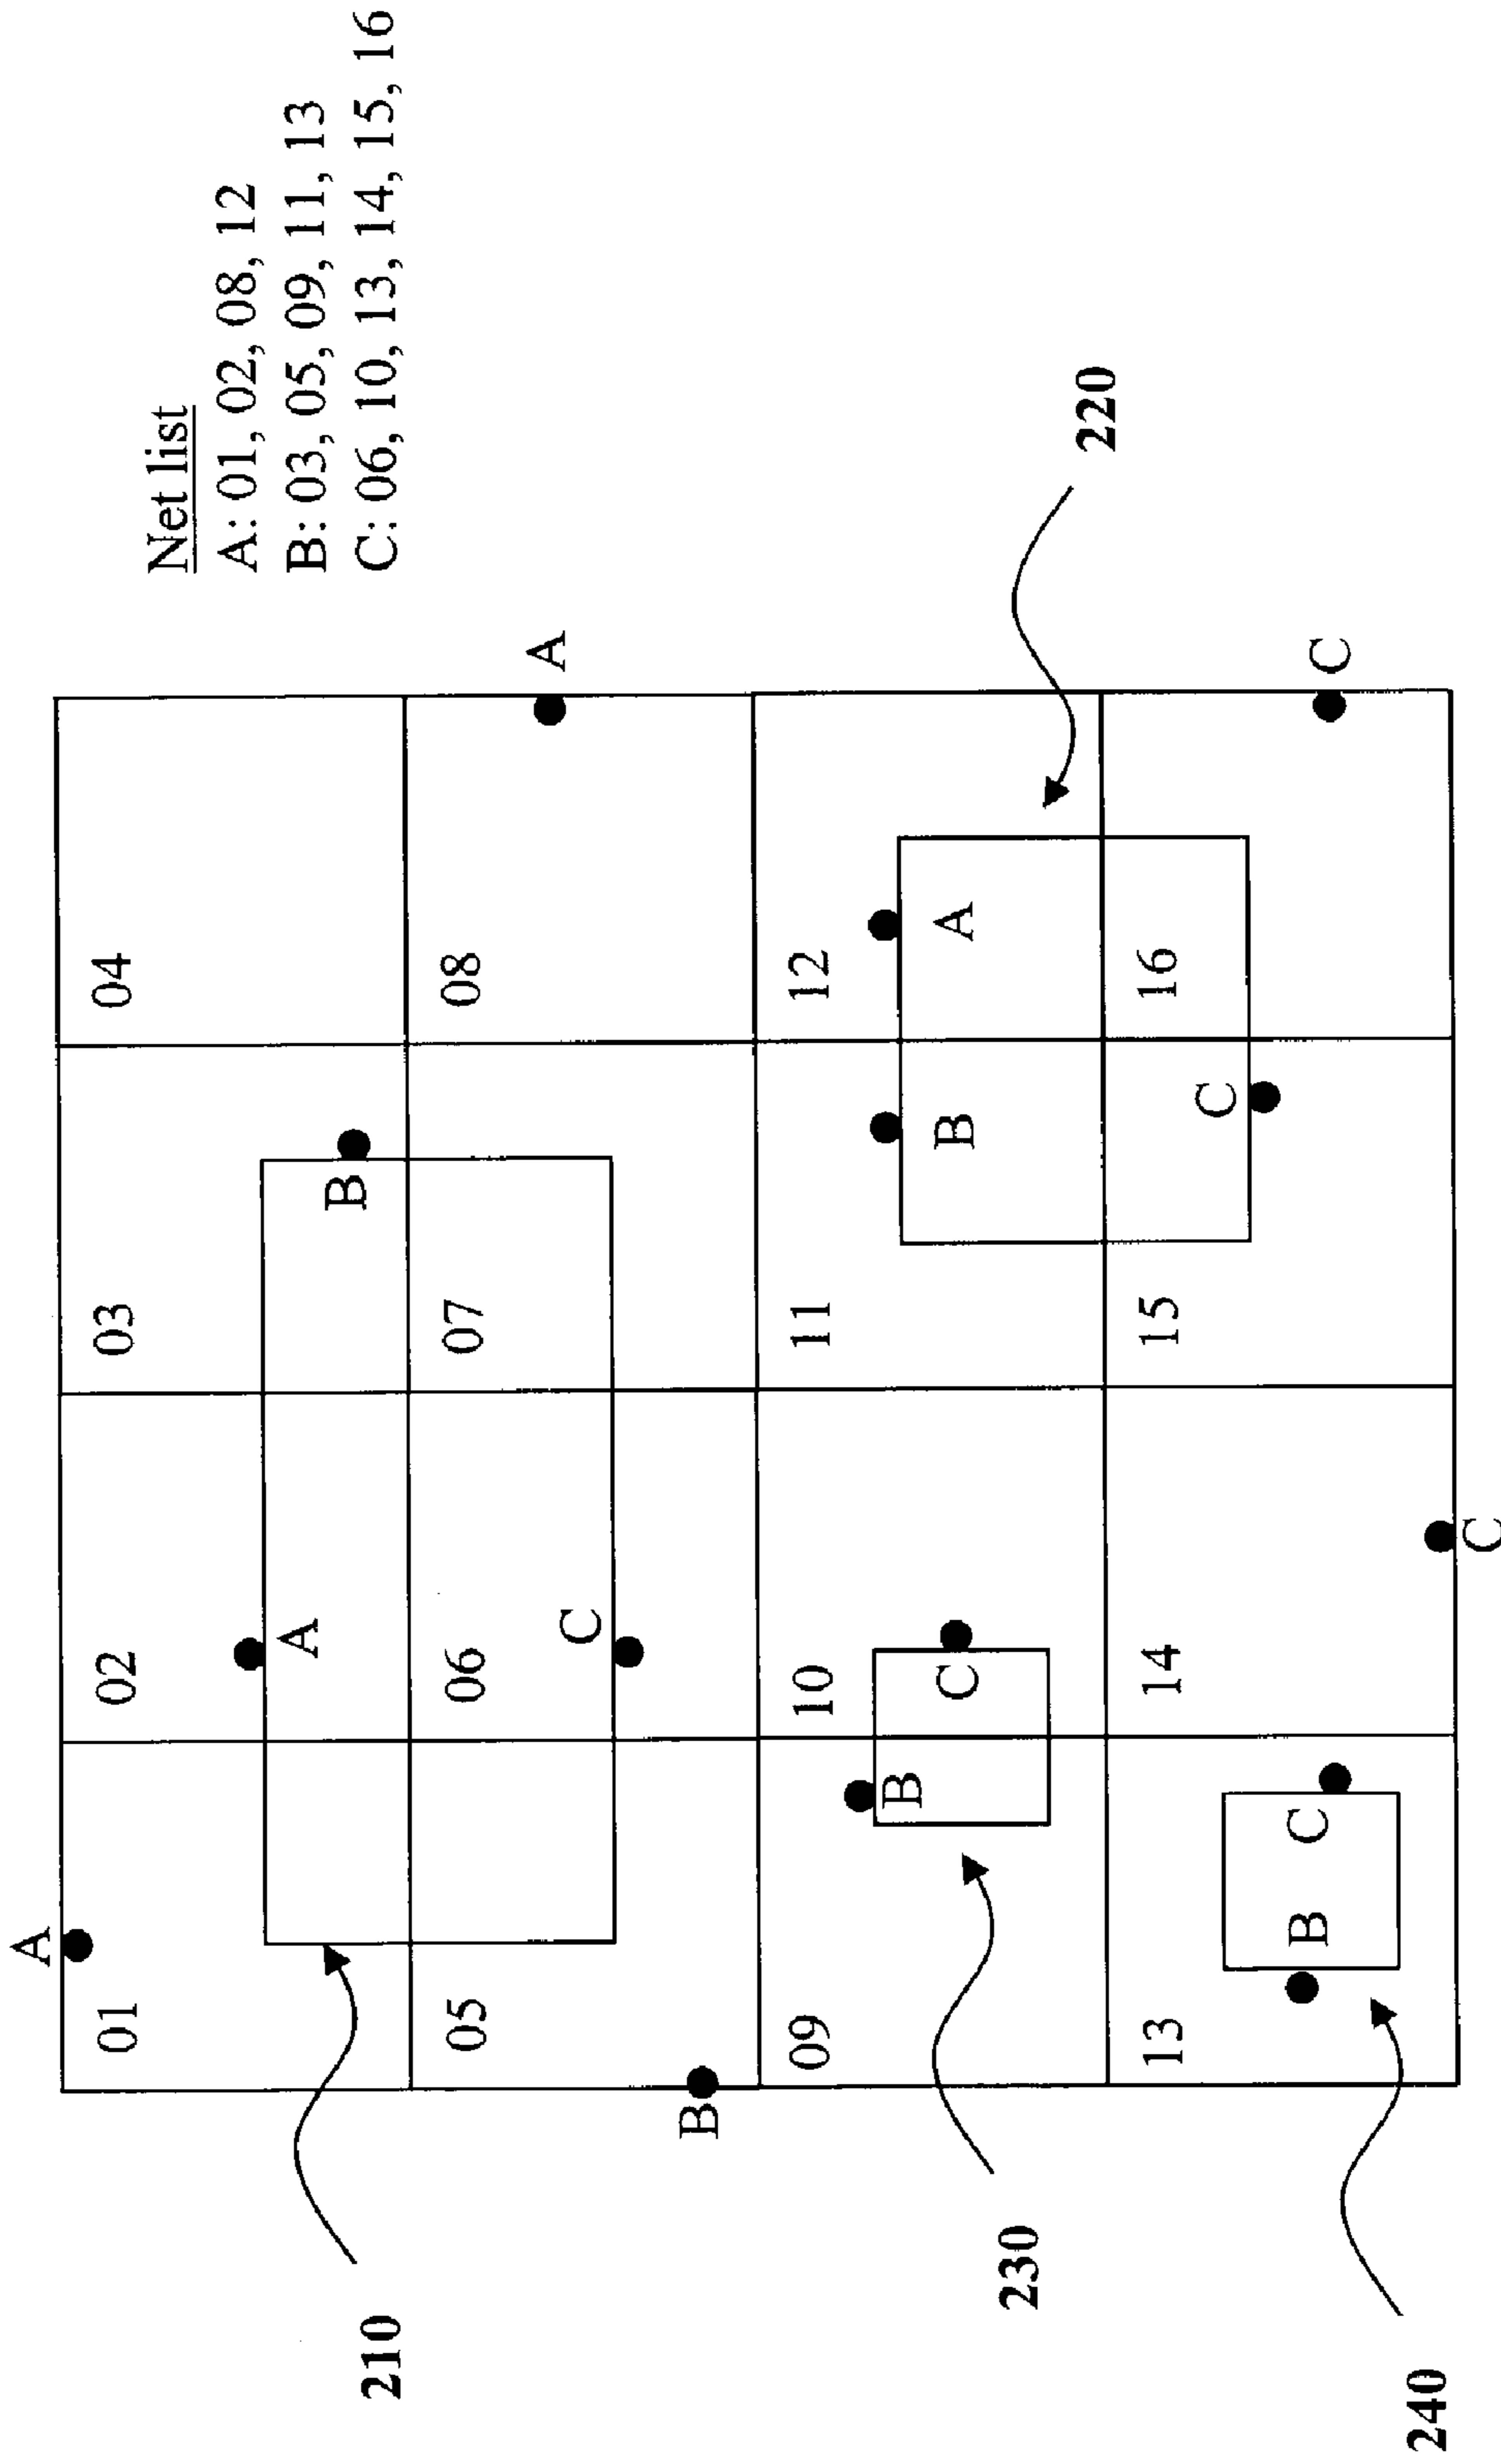 Net list
A: 01, 02, 08, 12
B: 03, 05, 09, 11, 13
C: 06, 10, 13, 14, 15, 16
A
01
02
03
04
A
B
210
05
06
07
08
A
C
B
09
10
11
12
B
C
B
A
220
230
13
14
15
16
B
C
C
C
C
240